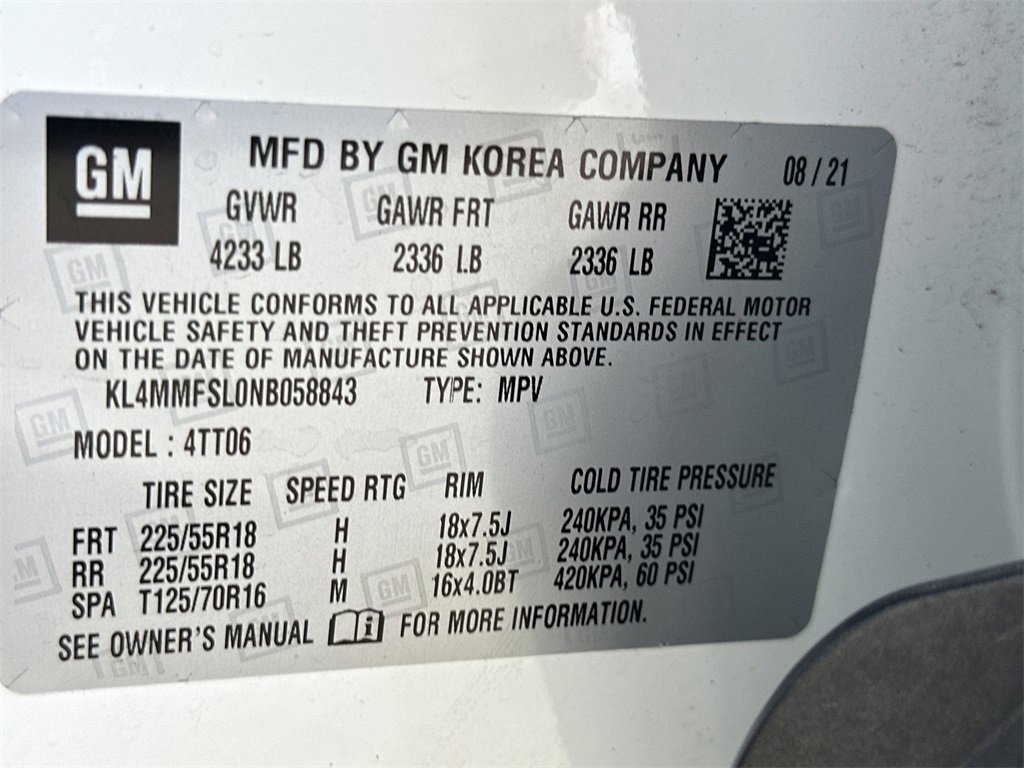 GM
MFD BY GM KOREA COMPANY 08/21
GVWR GAWR FRT GAWR RR
4233 LB 2336 LB 2336 LB
THIS VEHICLE CONFORMS TO ALL APPLICABLE U.S. FEDERAL MOTOR
VEHICLE SAFETY AND THEFT PREVENTION STANDARDS IN EFFECT
ON THE DATE OF MANUFACTURE SHOWN ABOVE.
KL4MMFSL0NB058843 TYPE: MPV
MODEL : 4TT06
TIRE SIZE SPEED RTG RIM COLD TIRE PRESSURE
FRT 225/55R18 H 18x7.5J 240KPA, 35 PSI
RR 225/55R18 H 18x7.5J 240KPA, 35 PSI
SPA T125/70R16 M 16x4.0BT 420KPA, 60 PSI
SEE OWNER'S MANUAL i FOR MORE INFORMATION.